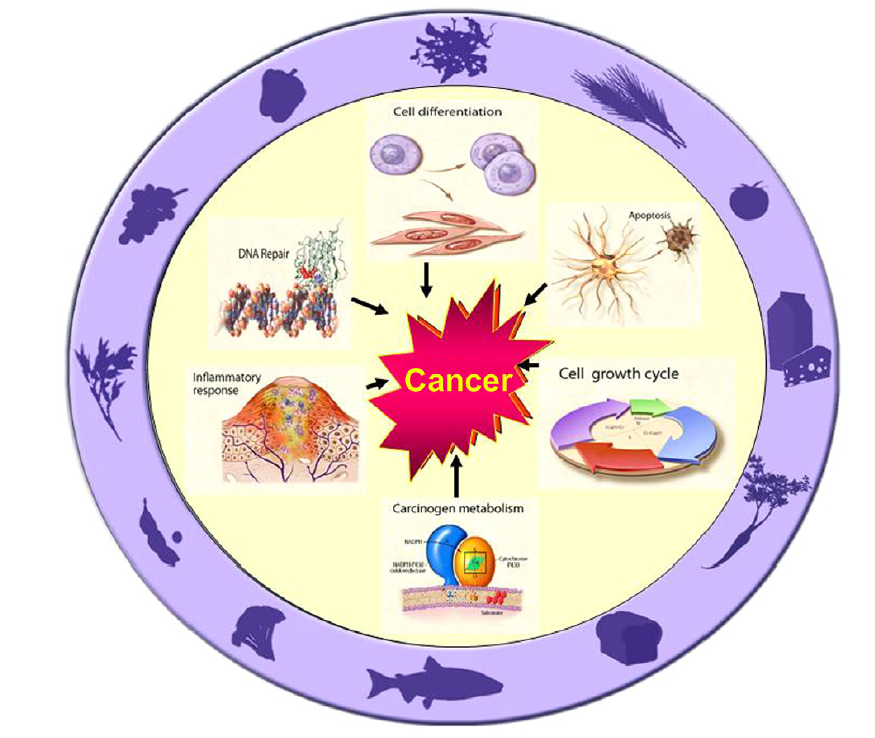 Cell differentiation
Apoptosis
DNA Repair
Cancer
Cell growth cycle
Inflammatory
response
Carcinogen metabolism
NADPH
Cytochrome
P450
Substrate